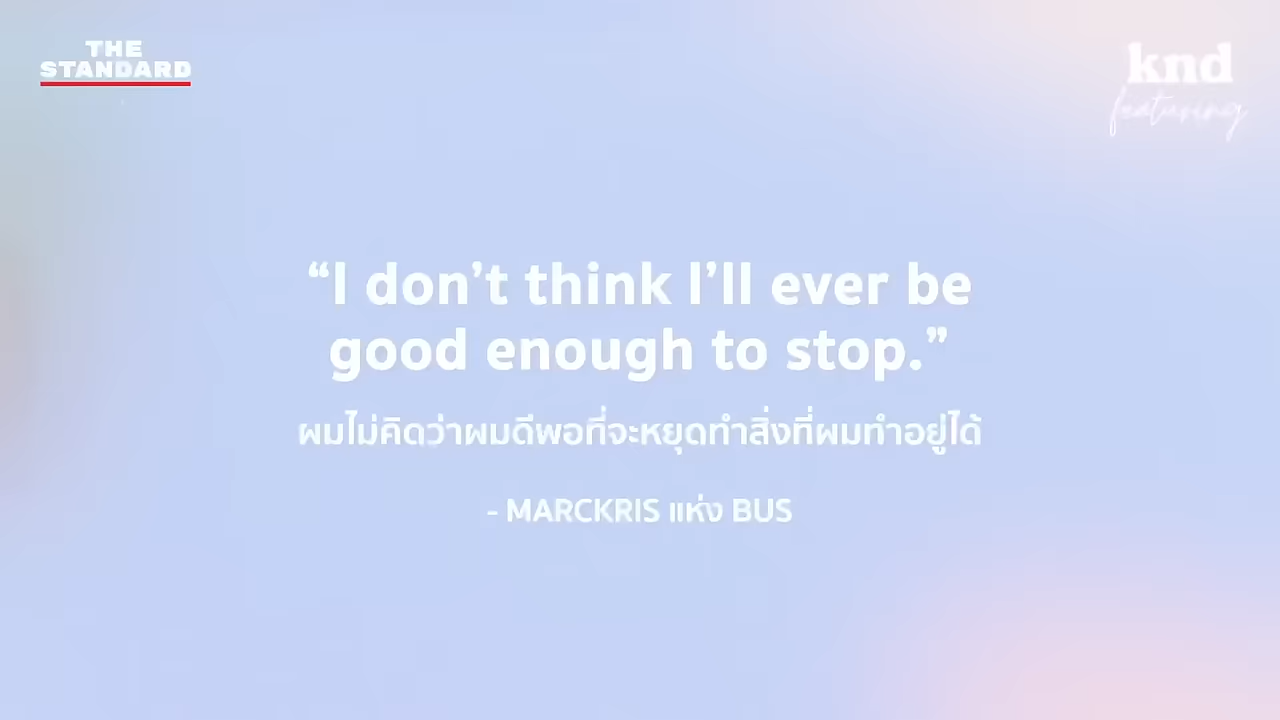 THE
STANDARD
knd
featuring
“I don’t think I’ll ever be
good enough to stop.”
ผมไม่คิดว่าผมดีพอที่จะหยุดทำสิ่งที่ผมทำอยู่ได้
- MARCKRIS แห่ง BUS